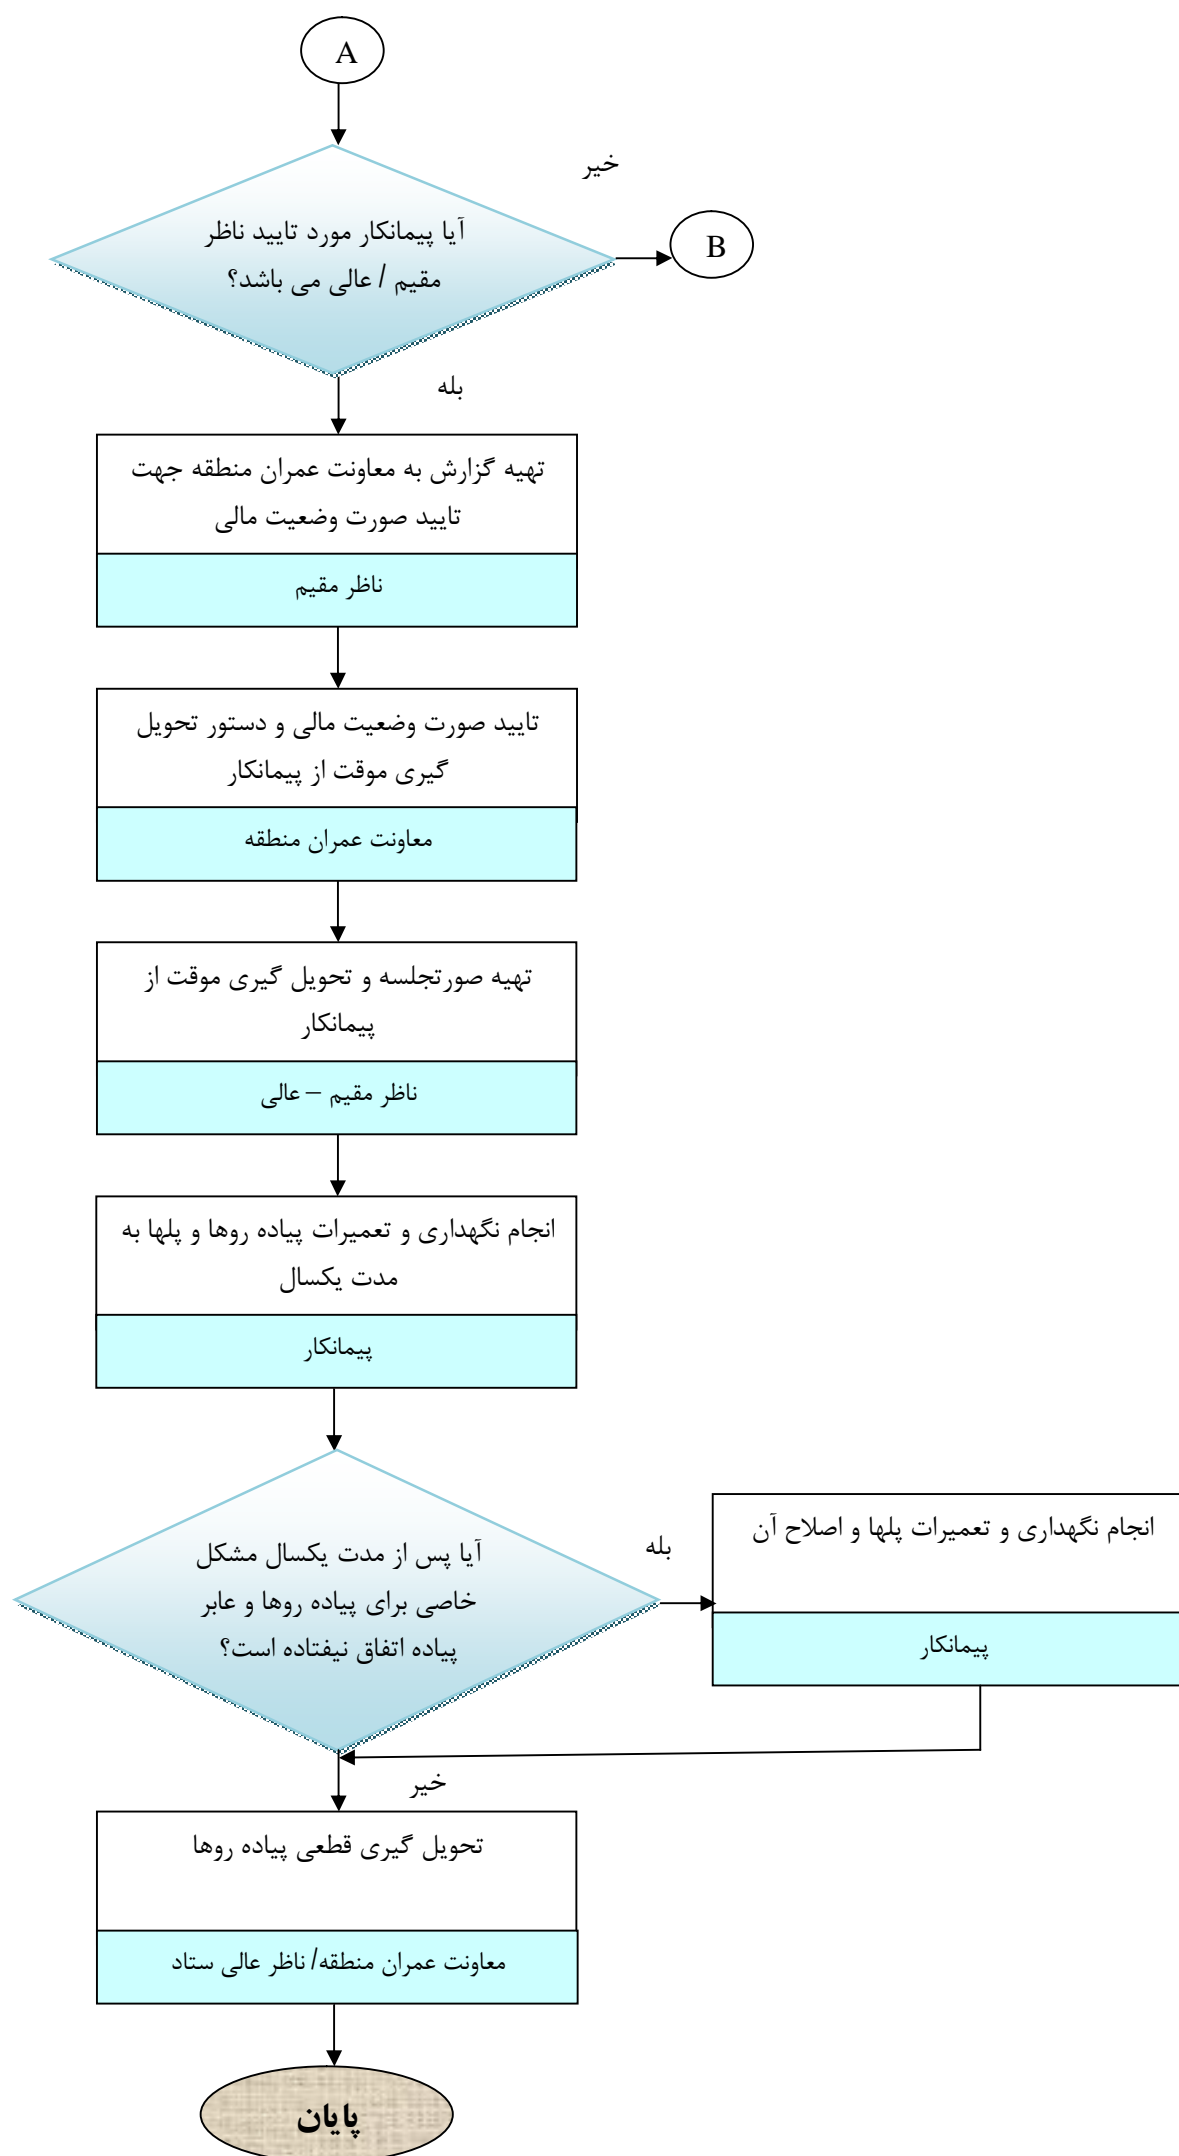 A
خیر
آیا پیمانکار مورد تایید ناظر
مقیم / عالی می باشد؟
B
بله
تهیه گزارش به معاونت عمران منطقه جهت
تایید صورت وضعیت مالی
ناظر مقیم
تایید صورت وضعیت مالی و دستور تحویل
گیری موقت از پیمانکار
معاونت عمران منطقه
تهیه صورتجلسه و تحویل گیری موقت از
پیمانکار
ناظر مقیم – عالی
انجام نگهداری و تعمیرات پیاده روها و پلها به
مدت یکسال
پیمانکار
آیا پس از مدت یکسال مشکل
خاصی برای پیاده روها و عابر
پیاده اتفاق نیفتاده است؟
بله
انجام نگهداری و تعمیرات پلها و اصلاح آن
پیمانکار
خیر
تحویل گیری قطعی پیاده روها
معاونت عمران منطقه/ ناظر عالی ستاد
پایان